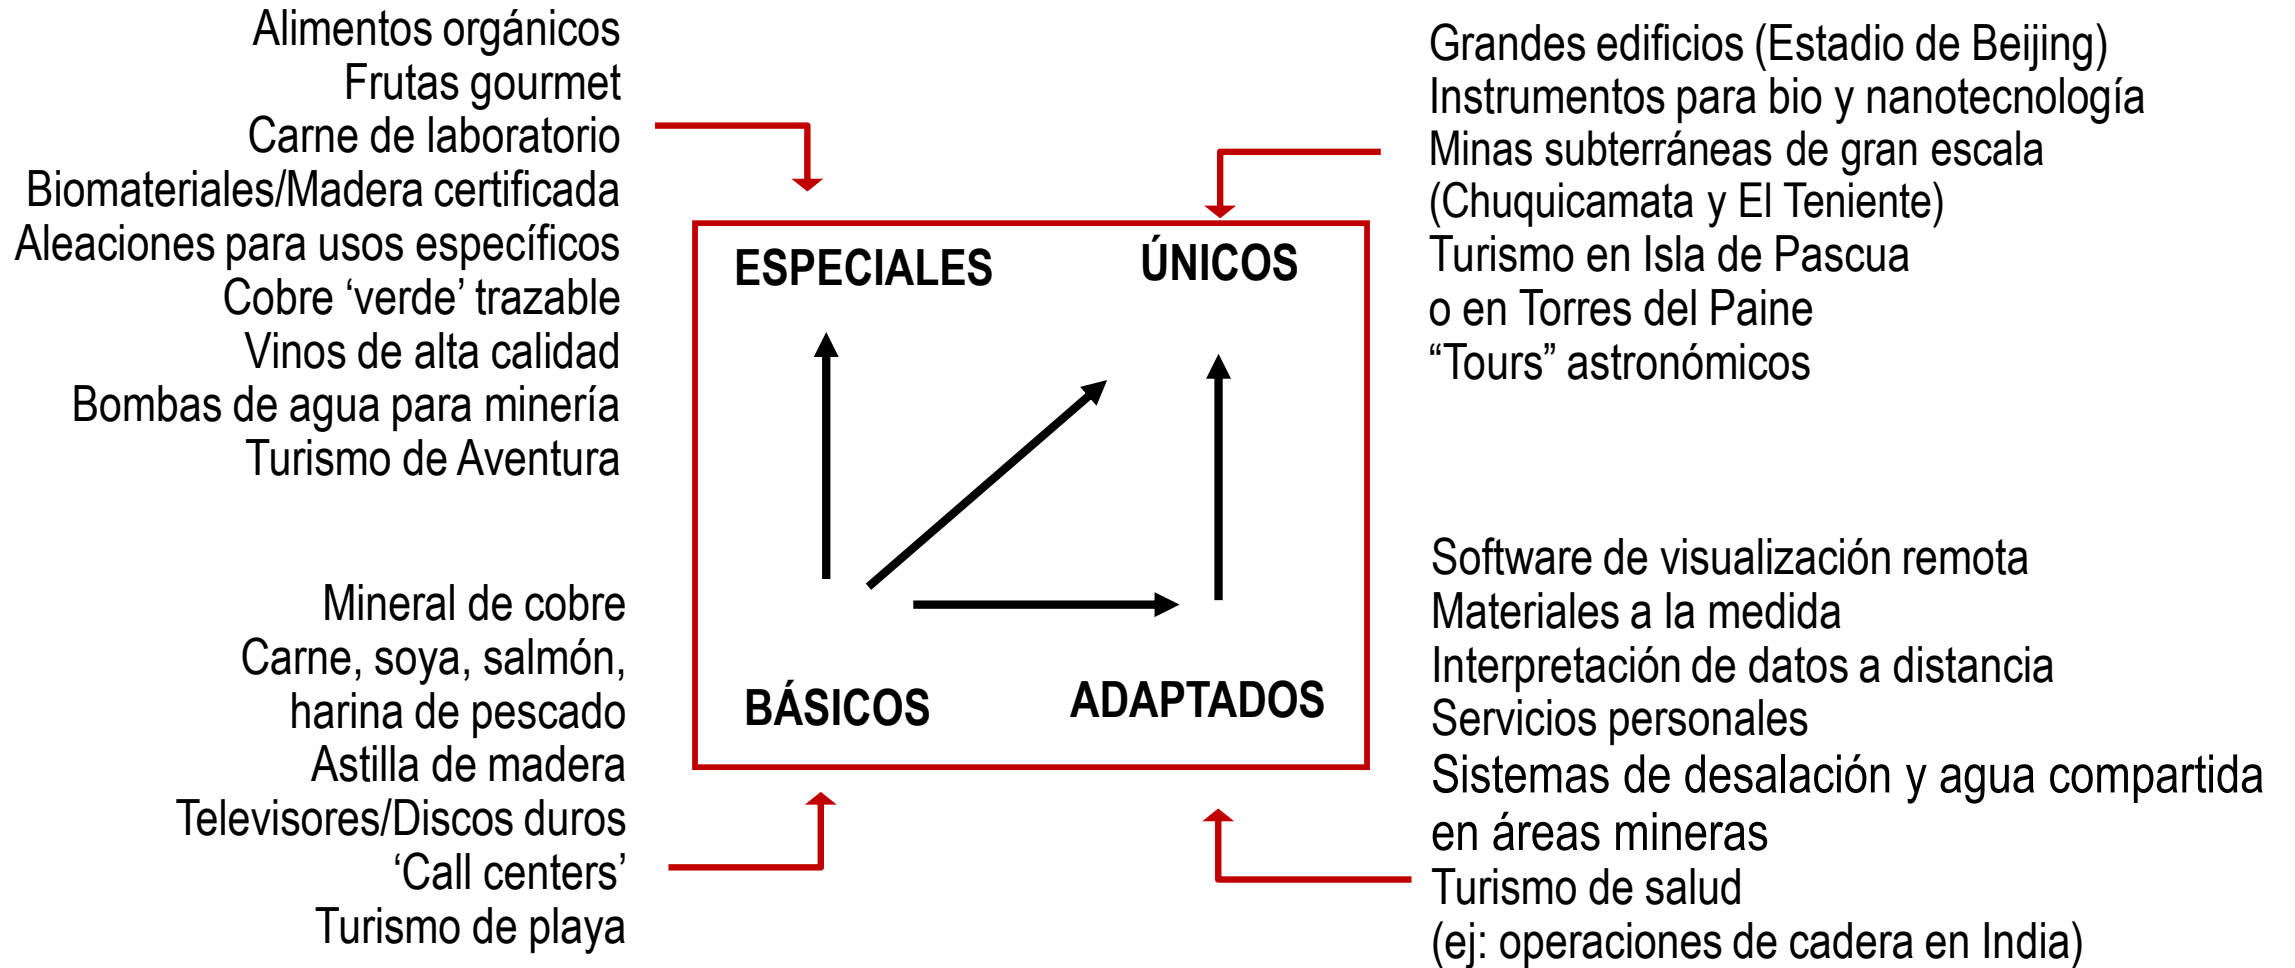 Alimentos orgánicos
Frutas gourmet
Carne de laboratorio
Biomateriales/Madera certificada
Aleaciones para usos específicos
Cobre ‘verde’ trazable
Vinos de alta calidad
Bombas de agua para minería
Turismo de Aventura
Grandes edificios (Estadio de Beijing)
Instrumentos para bio y nanotecnología
Minas subterráneas de gran escala
(Chuquicamata y El Teniente)
Turismo en Isla de Pascua
o en Torres del Paine
“Tours” astronómicos
ESPECIALES
ÚNICOS
BÁSICOS
ADAPTADOS
Mineral de cobre
Carne, soya, salmón,
harina de pescado
Astilla de madera
Televisores/Discos duros
‘Call centers’
Turismo de playa
Software de visualización remota
Materiales a la medida
Interpretación de datos a distancia
Servicios personales
Sistemas de desalación y agua compartida
en áreas mineras
Turismo de salud
(ej: operaciones de cadera en India)